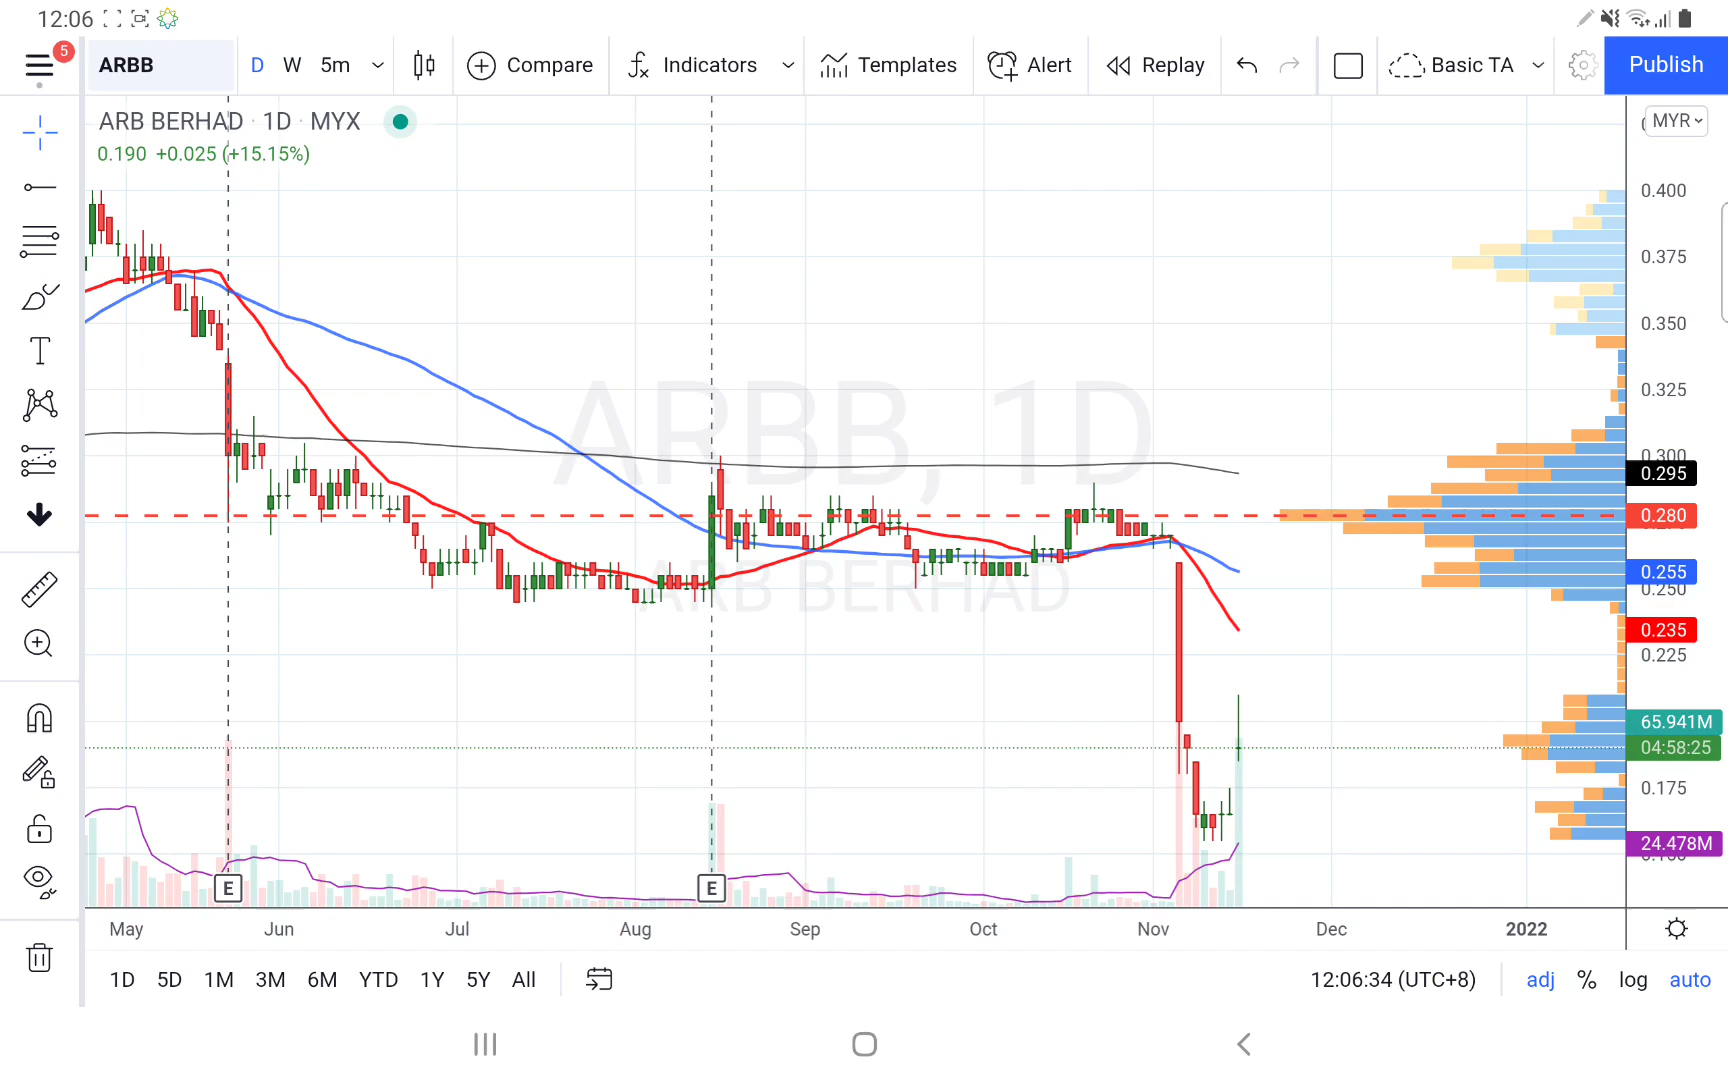 12:06
5
ARBB
D W 5m
Compare
Indicators
Templates
Alert
Replay
Basic TA
Publish
ARB BERHAD · 1D · MYX
0.190 +0.025 (+15.15%)
MYR
0.400
0.375
0.350
0.325
0.300
0.295
0.280
0.255
0.250
0.235
0.225
65.941M
04:58:25
0.175
24.478M
ARBB, 1D
ARB BERHAD
E
E
May Jun Jul Aug Sep Oct Nov Dec 2022
1D 5D 1M 3M 6M YTD 1Y 5Y All
12:06:34 (UTC+8)
adj % log auto